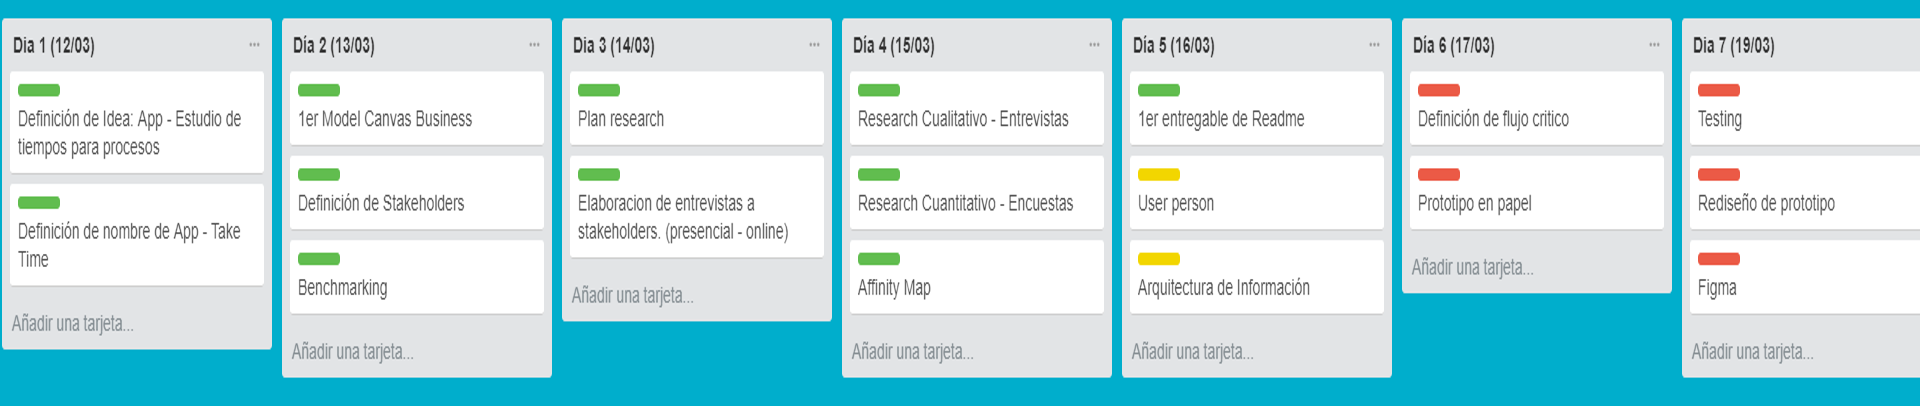 Dia 1 (12/03)
Definición de Idea: App - Estudio de
tiempos para procesos
Definición de nombre de App - Take
Time
Añadir una tarjeta...
Día 2 (13/03)
1er Model Canvas Business
Definición de Stakeholders
Benchmarking
Añadir una tarjeta...
Dia 3 (14/03)
Plan research
Elaboracion de entrevistas a
stakeholders. (presencial - online)
Añadir una tarjeta...
Día 4 (15/03)
Research Cualitativo - Entrevistas
Research Cuantitativo - Encuestas
Affinity Map
Añadir una tarjeta...
Día 5 (16/03)
1er entregable de Readme
User person
Arquitectura de Información
Añadir una tarjeta...
Día 6 (17/03)
Definición de flujo critico
Prototipo en papel
Añadir una tarjeta...
Dia 7 (19/03)
Testing
Rediseño de prototipo
Figma
Añadir una tarjeta...